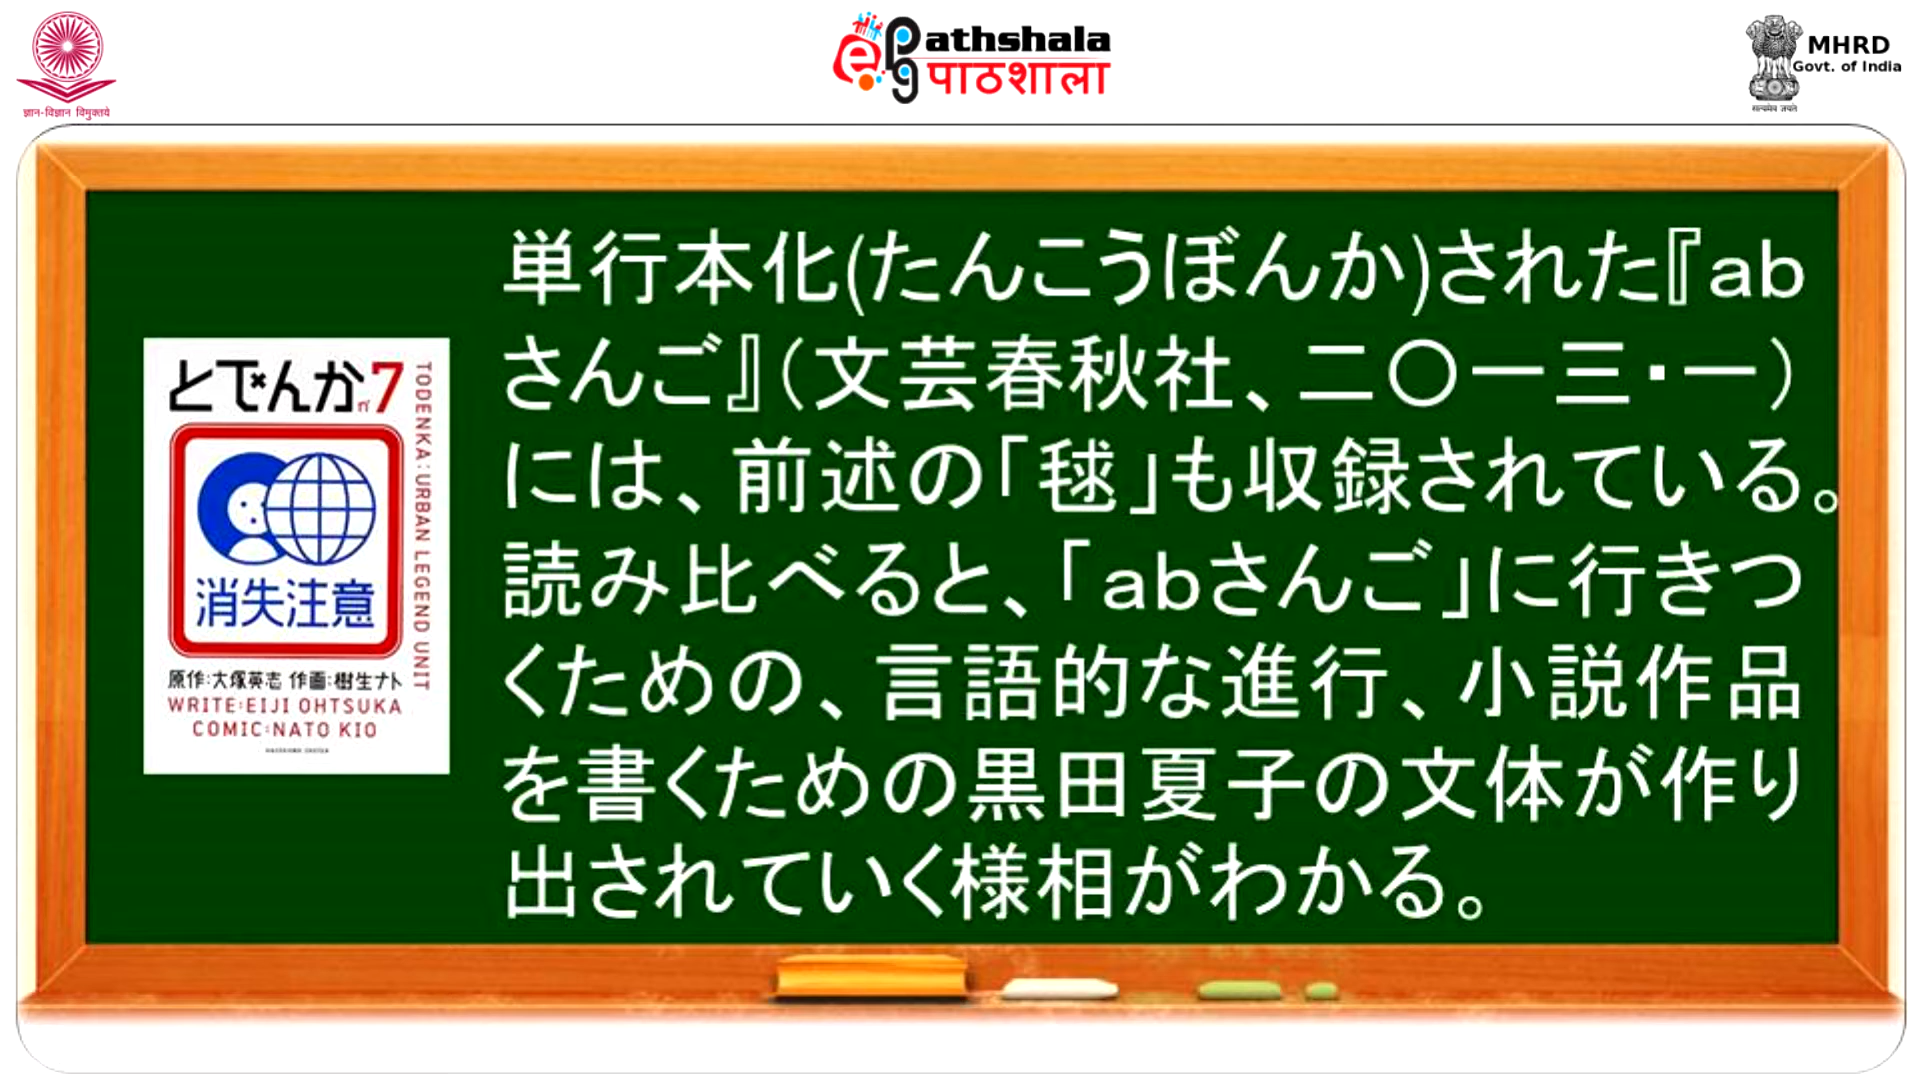 ज्ञान-विज्ञान विमुक्तये
ePg Pathshala
पाठशाला
MHRD
Govt. of India
सत्यमेव जयते
単行本化(たんこうぼんか)された『ab
さんご』(文芸春秋社、二〇一三・一)
には、前述の「毬」も収録されている。
読み比べると、「abさんご」に行きつ
くための、言語的な進行、小説作品
を書くための黒田夏子の文体が作り
出されていく様相がわかる。
とでんか 7
TODENKA:URBAN LEGEND UNIT
消失注意
原作:大塚英志 作画:樹生ナト
WRITE:EIJI OHTSUKA
COMIC:NATO KIO